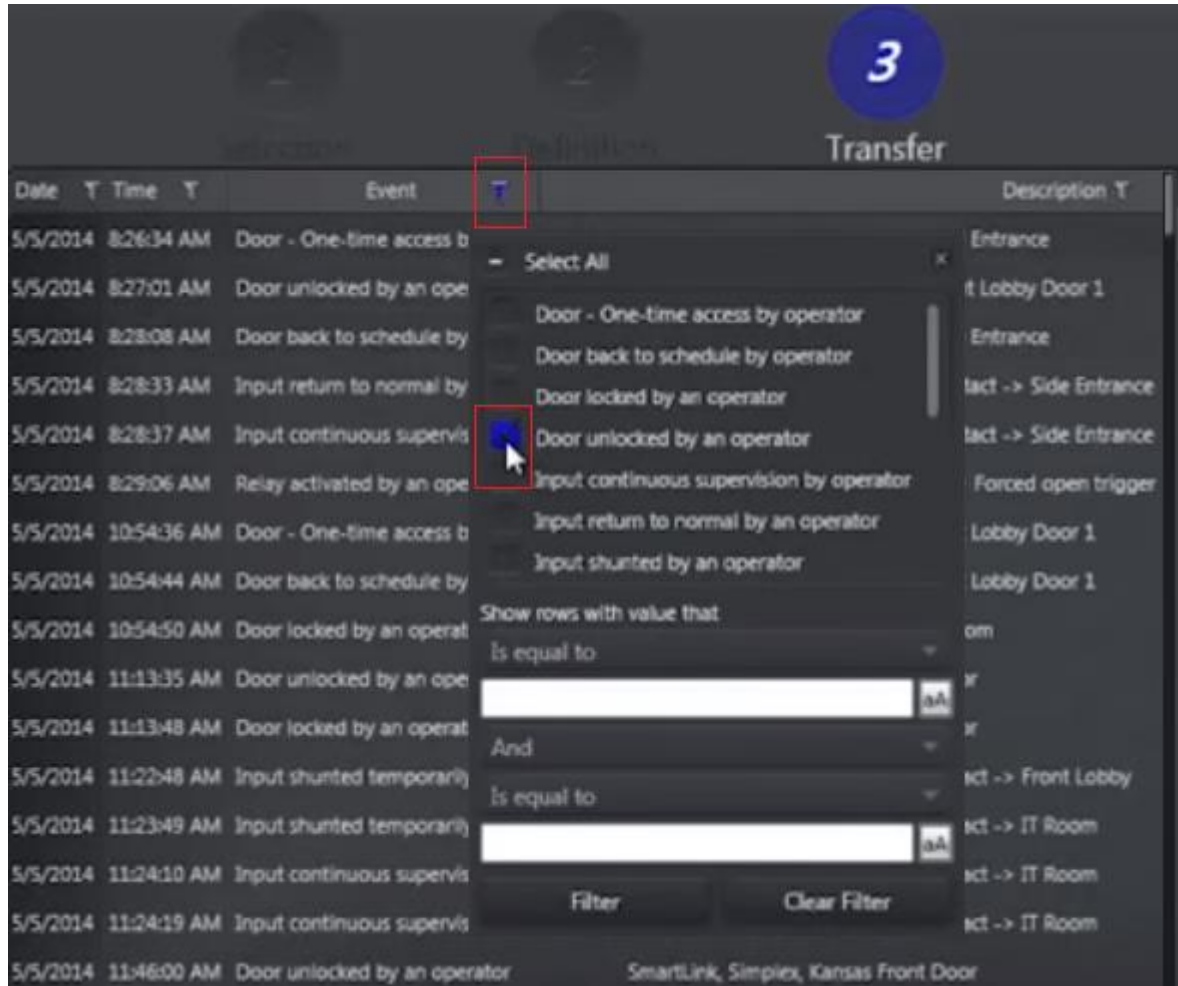 3
Transfer
Date Time Event Description
5/5/2014 8:26:34 AM Door - One-time access b Entrance
Select All
5/5/2014 8:27:01 AM Door unlocked by an ope t Lobby Door 1
Door - One-time access by operator
5/5/2014 8:28:08 AM Door back to schedule by Entrance
Door back to schedule by operator
5/5/2014 8:28:33 AM Input return to normal by tact -> Side Entrance
Door locked by an operator
5/5/2014 8:28:37 AM Input continuous supervis tact -> Side Entrance
Door unlocked by an operator
5/5/2014 8:29:06 AM Relay activated by an ope Forced open trigger
Input continuous supervision by operator
5/5/2014 10:54:36 AM Door - One-time access b Lobby Door 1
Input return to normal by an operator
5/5/2014 10:54:44 AM Door back to schedule by Lobby Door 1
Input shunted by an operator
5/5/2014 10:54:50 AM Door locked by an operat om
Show rows with value that
Is equal to
5/5/2014 11:13:35 AM Door unlocked by an ope or
aA
5/5/2014 11:13:48 AM Door locked by an operat or
And
5/5/2014 11:22:48 AM Input shunted temporarily act -> Front Lobby
Is equal to
5/5/2014 11:23:49 AM Input shunted temporarily act -> IT Room
aA
5/5/2014 11:24:10 AM Input continuous supervis act -> IT Room
Filter Clear Filter
5/5/2014 11:24:19 AM Input continuous supervis act -> IT Room
5/5/2014 11:46:00 AM Door unlocked by an operator SmartLink, Simplex, Kansas Front Door